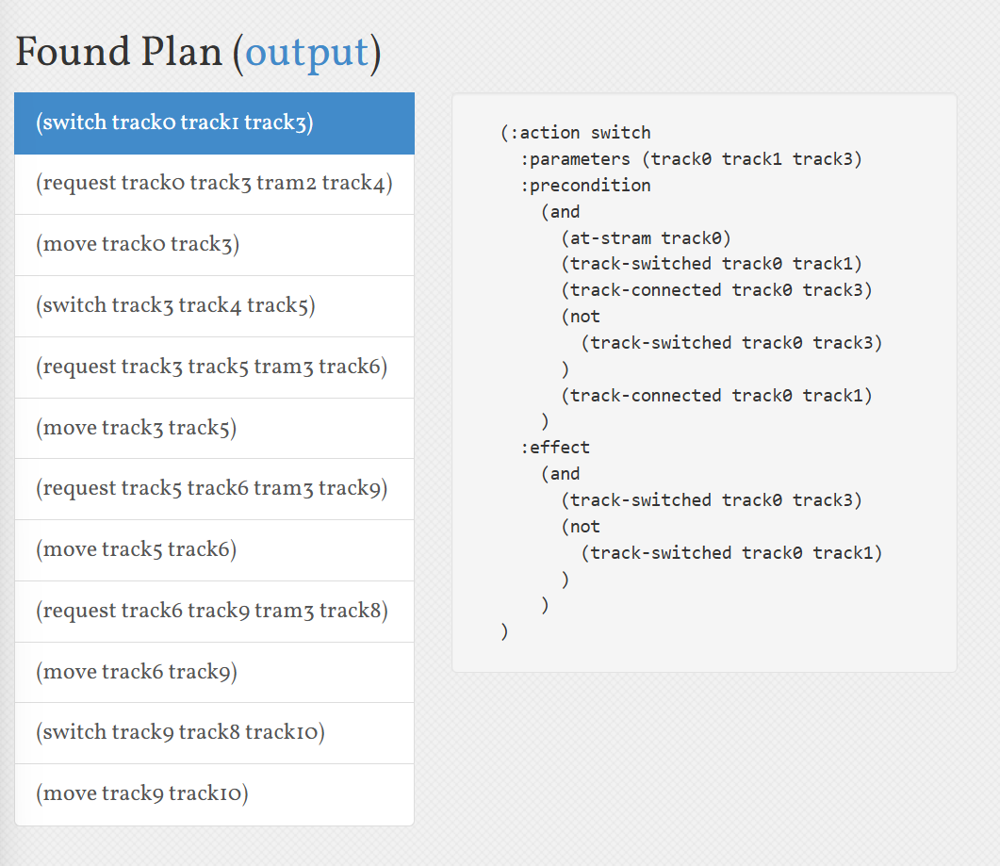 Found Plan (output)
(switch track0 track1 track3)
(request track0 track3 tram2 track4)
(move track0 track3)
(switch track3 track4 track5)
(request track3 track5 tram3 track6)
(move track3 track5)
(request track5 track6 tram3 track9)
(move track5 track6)
(request track6 track9 tram3 track8)
(move track6 track9)
(switch track9 track8 track10)
(move track9 track10)
(:action switch
  :parameters (track0 track1 track3)
  :precondition
    (and
      (at-stram track0)
      (track-switched track0 track1)
      (track-connected track0 track3)
      (not
        (track-switched track0 track3)
      )
      (track-connected track0 track1)
    )
  :effect
    (and
      (track-switched track0 track3)
      (not
        (track-switched track0 track1)
      )
    )
)